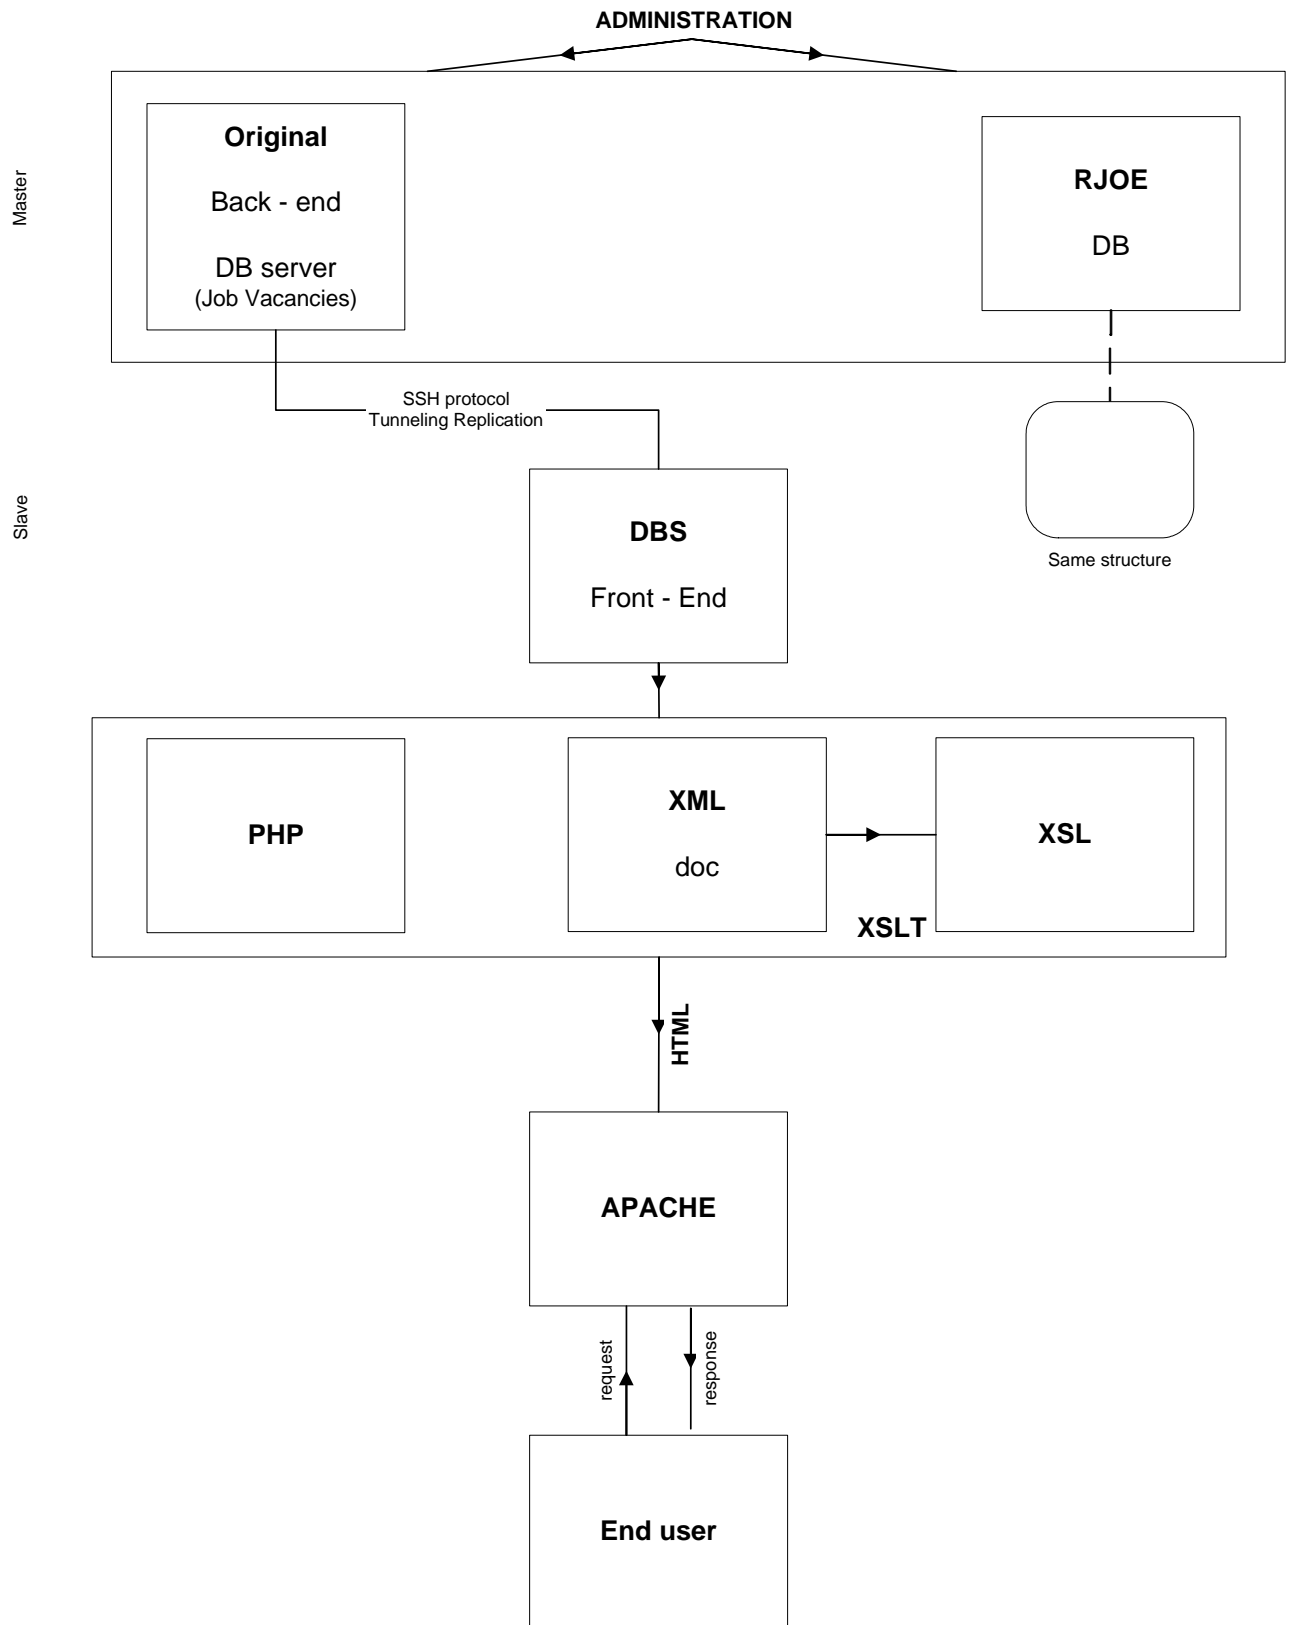 ADMINISTRATION
Master
Original
Back - end
DB server
(Job Vacancies)
RJOE
DB
SSH protocol
Tunneling Replication
Slave
DBS
Front - End
Same structure
PHP
XML
doc
XSL
XSLT
HTML
APACHE
request
response
End user